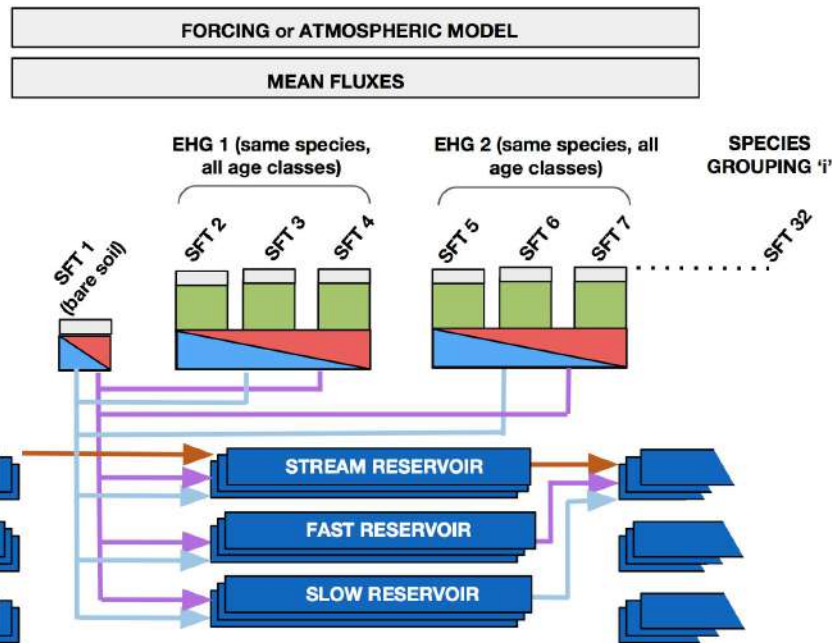 FORCING or ATMOSPHERIC MODEL
MEAN FLUXES
EHG 1 (same species,
all age classes)
EHG 2 (same species, all
age classes)
SPECIES
GROUPING ‘i’
SFT 1
(bare soil)
SFT 2
SFT 3
SFT 4
SFT 5
SFT 6
SFT 7
SFT 32
STREAM RESERVOIR
FAST RESERVOIR
SLOW RESERVOIR